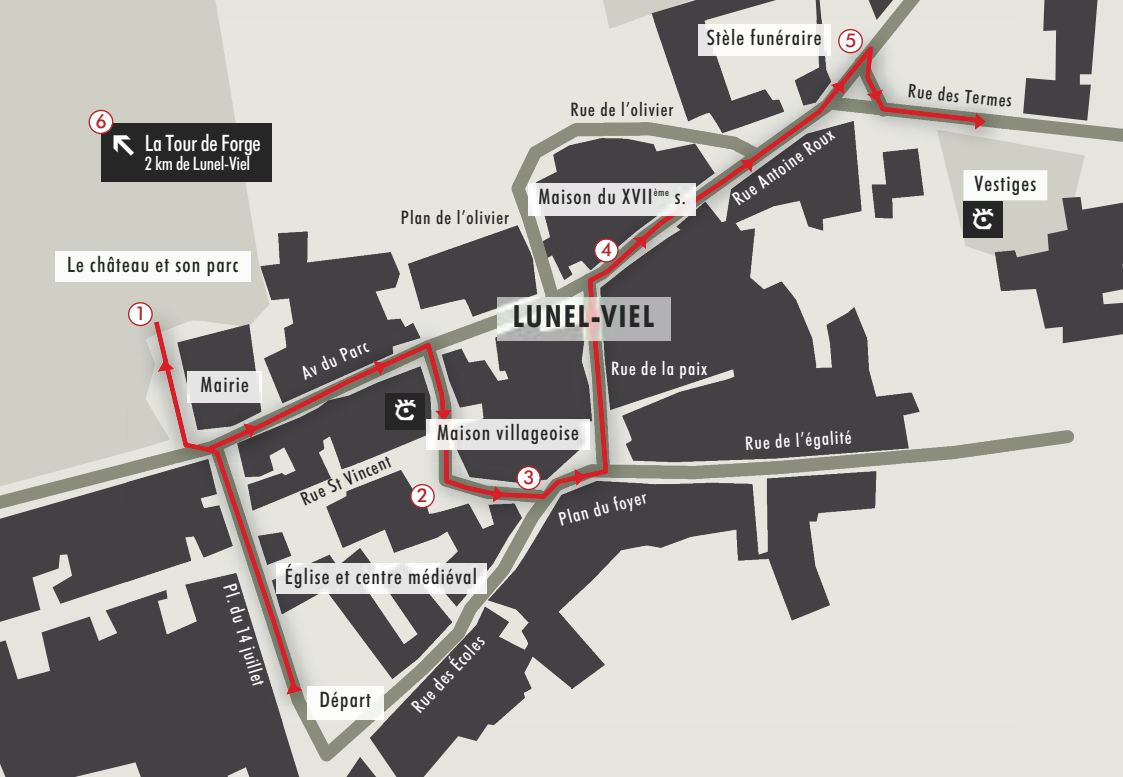 Stèle funéraire
5
Rue des Termes
Rue de l'olivier
6
La Tour de Forge
2 km de Lunel-Viel
Rue Antoine Roux
Maison du XVIIème s.
Vestiges
Plan de l'olivier
4
Le château et son parc
1
LUNEL-VIEL
Av du Parc
Rue de la paix
Mairie
Maison villageoise
Rue de l'égalité
Rue St Vincent
3
2
Plan du foyer
Église et centre médiéval
Pl. du 14 juillet
Rue des Écoles
Départ